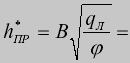 h*ПР = B√(qЛ/φ) =